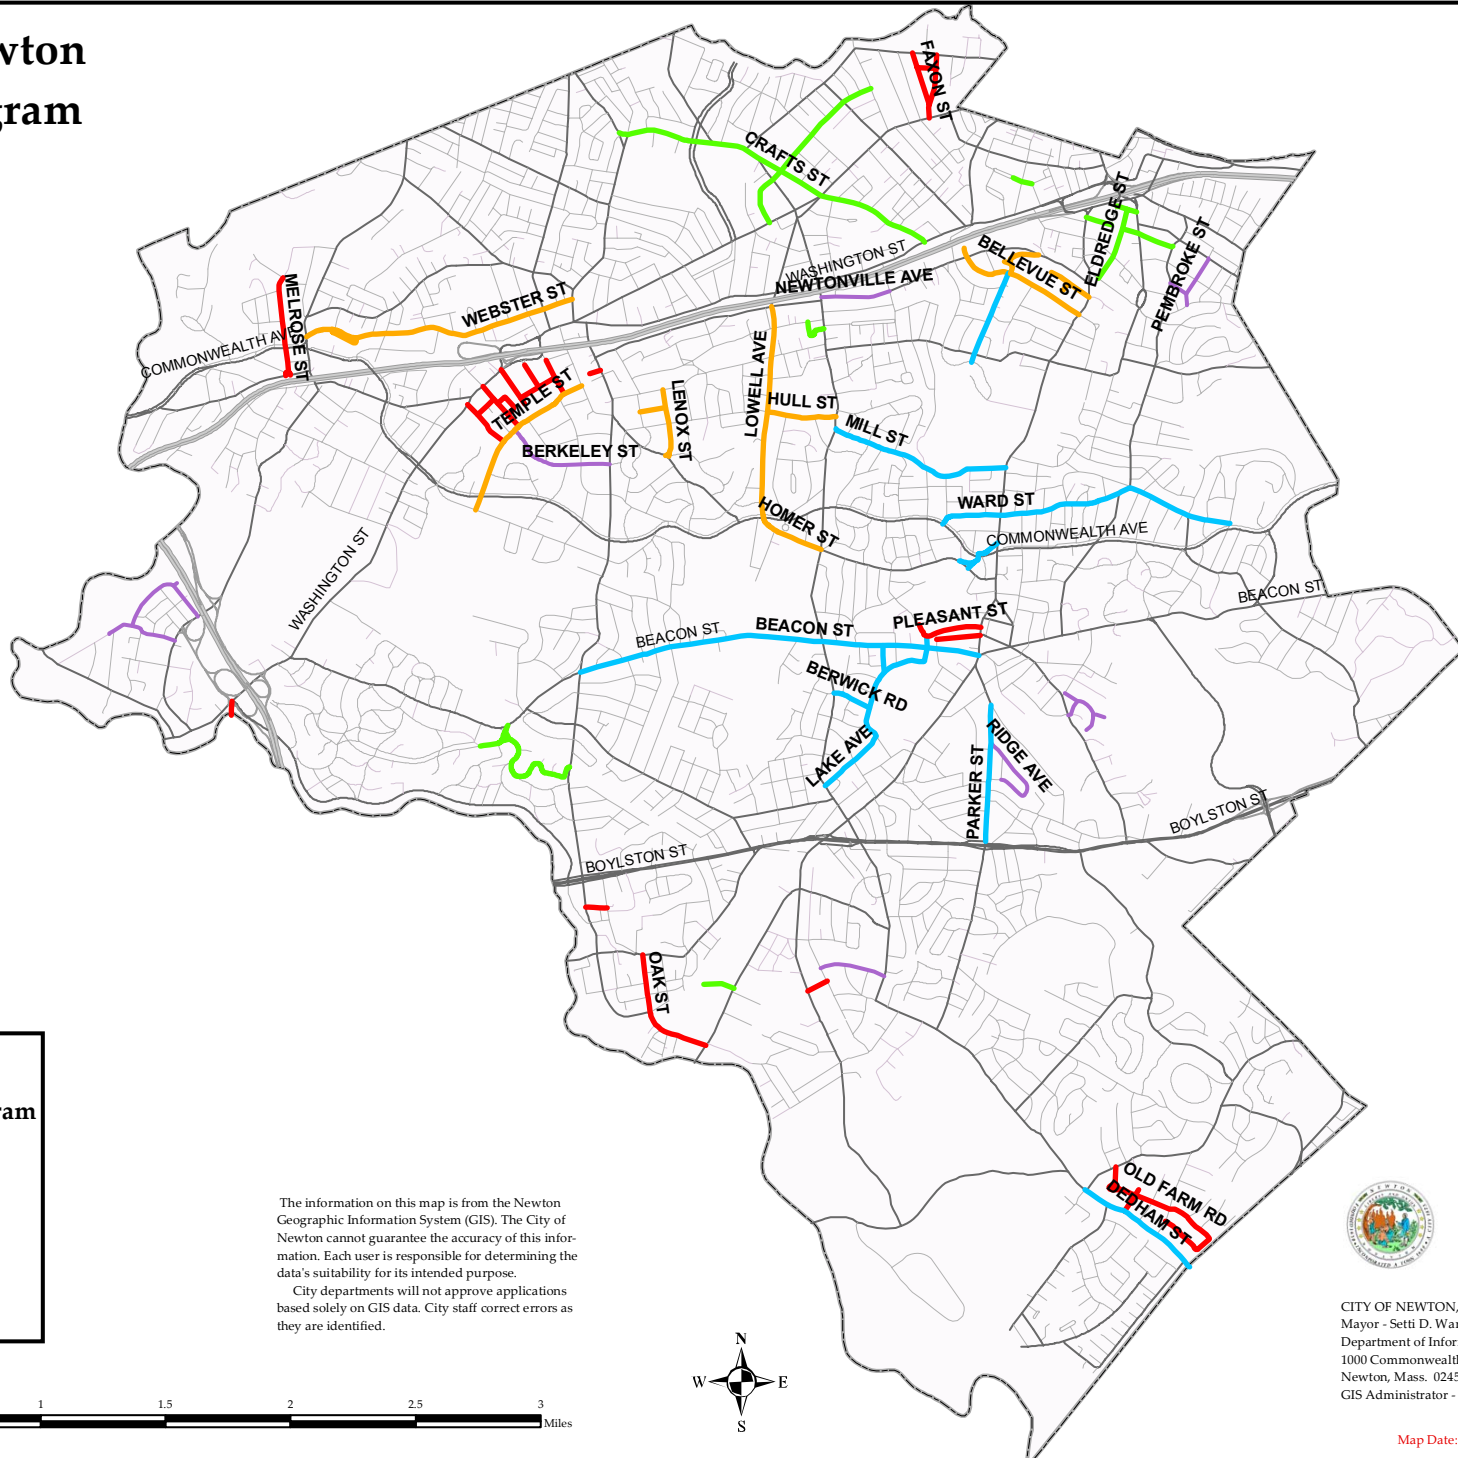 wton
gram
FAXON ST
CRAFTS ST
ELDREDGE ST
PEMBROKE ST
BELLEVUE ST
WASHINGTON ST
NEWTONVILLE AVE
MELROSE ST
WEBSTER ST
COMMONWEALTH AVE
TEMPLE ST
LENOX ST
LOWELL AVE
HULL ST
MILL ST
BERKELEY ST
WARD ST
HOMER ST
COMMONWEALTH AVE
WASHINGTON ST
BEACON ST
PLEASANT ST
BEACON ST
BEACON ST
BERWICK RD
LAKE AVE
RIDGE AVE
PARKER ST
BOYLSTON ST
BOYLSTON ST
OAK ST
OLD FARM RD
DEDHAM ST
ram
The information on this map is from the Newton
Geographic Information System (GIS). The City of
Newton cannot guarantee the accuracy of this infor-
mation. Each user is responsible for determining the
data's suitability for its intended purpose.
City departments will not approve applications
based solely on GIS data. City staff correct errors as
they are identified.
N
W E
S
1 1.5 2 2.5 3
Miles
CITY OF NEWTON,
Mayor - Setti D. War
Department of Infor
1000 Commonwealth
Newton, Mass. 0245
GIS Administrator -
Map Date: